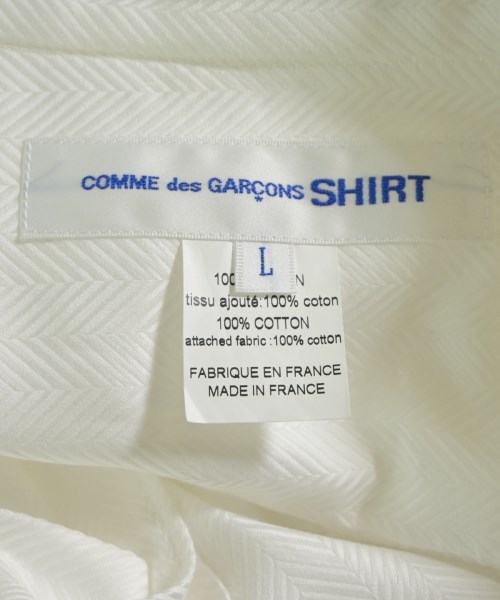 COMME des GARÇONS SHIRT
L
tissu ajouté:100% coton
100% COTTON
attached fabric :100% cotton
FABRIQUE EN FRANCE
MADE IN FRANCE